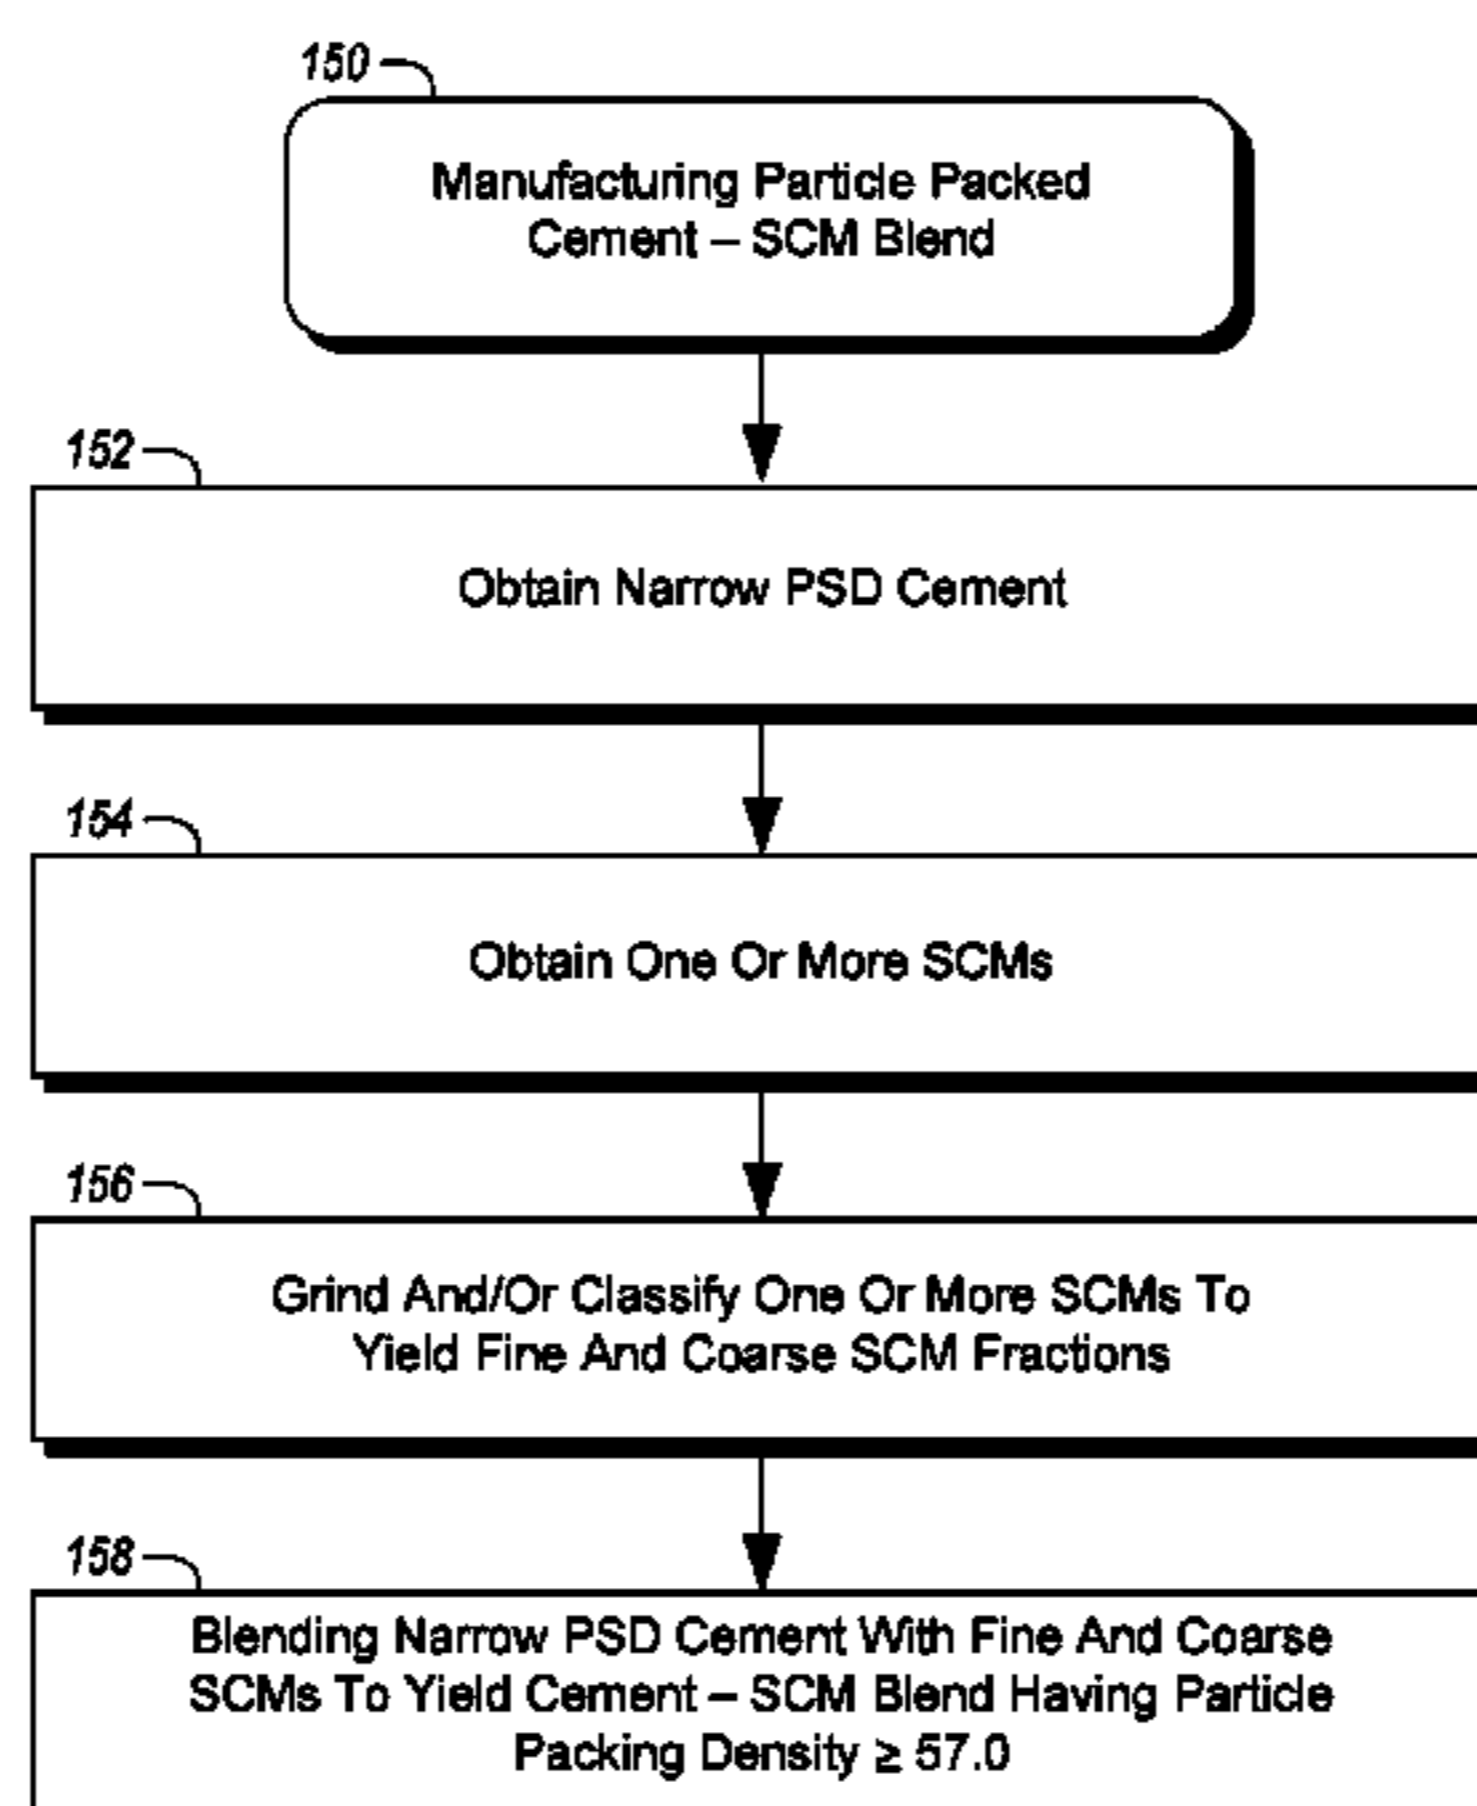 150
Manufacturing Particle Packed
Cement – SCM Blend
152
Obtain Narrow PSD Cement
154
Obtain One Or More SCMs
156
Grind And/Or Classify One Or More SCMs To
Yield Fine And Coarse SCM Fractions
158
Blending Narrow PSD Cement With Fine And Coarse
SCMs To Yield Cement – SCM Blend Having Particle
Packing Density ≥ 57.0